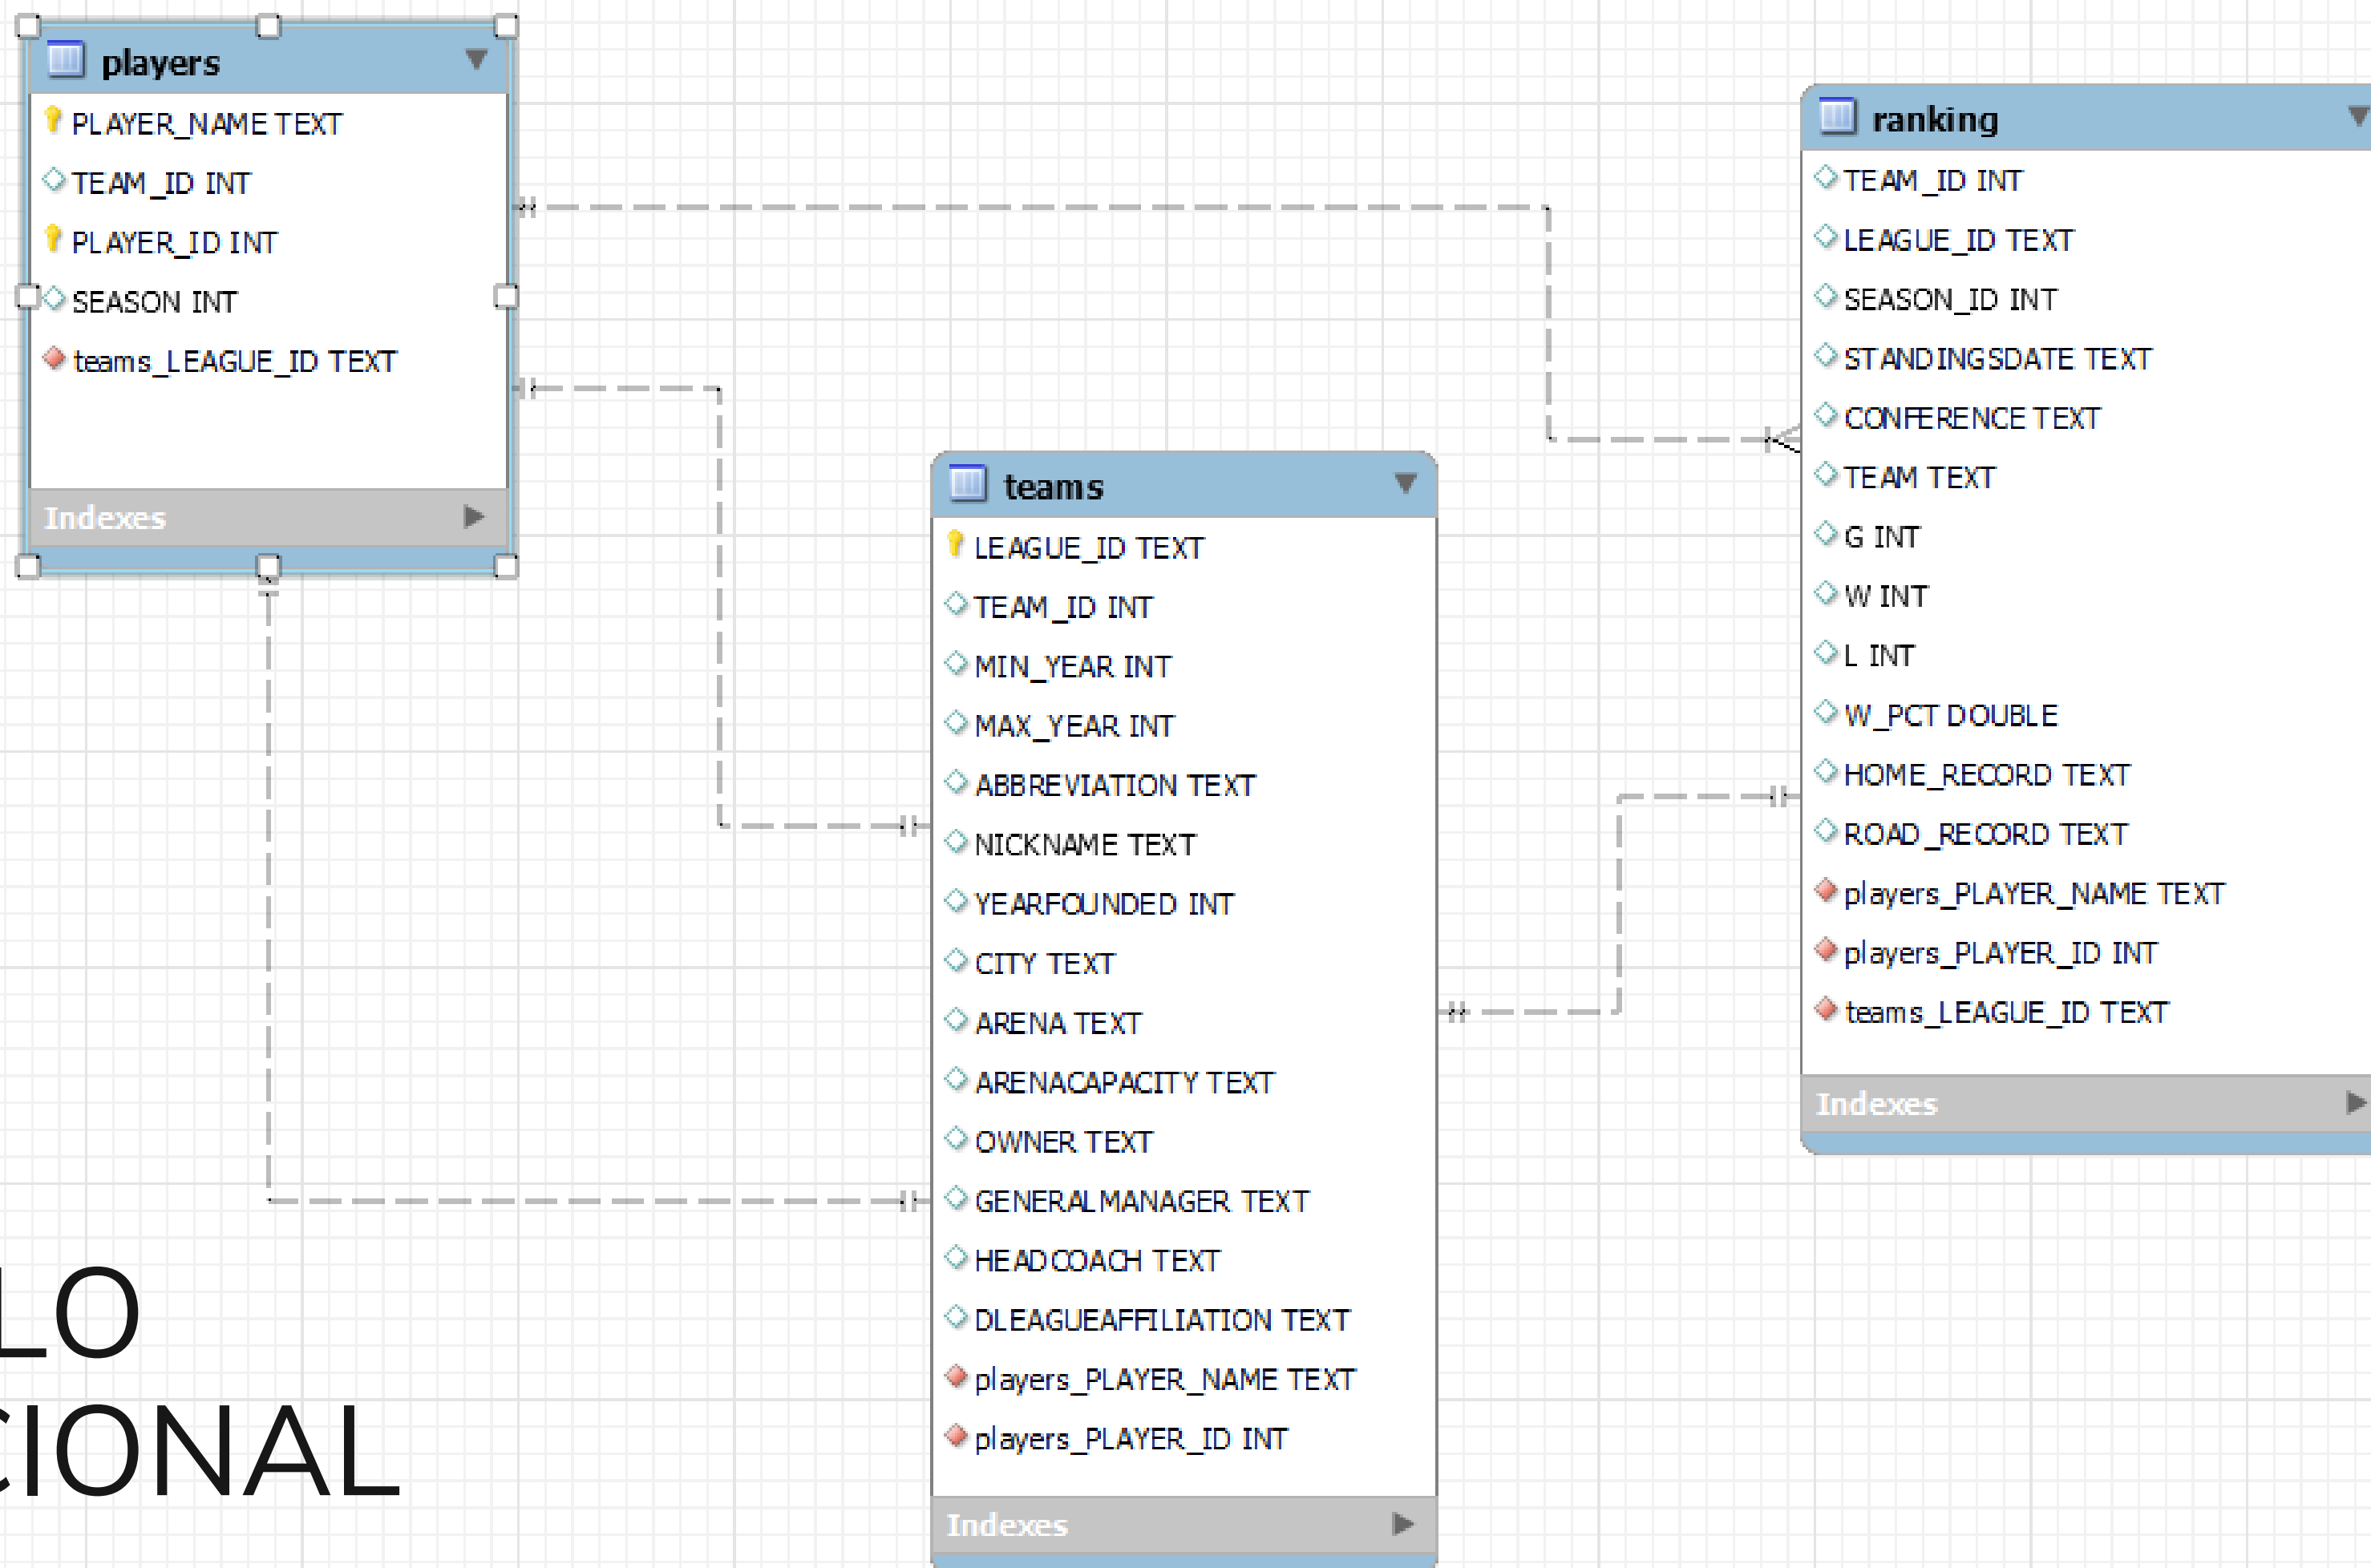 players
PLAYER_NAME TEXT
TEAM_ID INT
PLAYER_ID INT
SEASON INT
teams_LEAGUE_ID TEXT
Indexes
teams
LEAGUE_ID TEXT
TEAM_ID INT
MIN_YEAR INT
MAX_YEAR INT
ABBREVIATION TEXT
NICKNAME TEXT
YEARFOUNDED INT
CITY TEXT
ARENA TEXT
ARENACAPACITY TEXT
OWNER TEXT
GENERALMANAGER TEXT
HEADCOACH TEXT
DLEAGUEAFFILIATION TEXT
players_PLAYER_NAME TEXT
players_PLAYER_ID INT
Indexes
ranking
TEAM_ID INT
LEAGUE_ID TEXT
SEASON_ID INT
STANDINGSDATE TEXT
CONFERENCE TEXT
TEAM TEXT
G INT
W INT
L INT
W_PCT DOUBLE
HOME_RECORD TEXT
ROAD_RECORD TEXT
players_PLAYER_NAME TEXT
players_PLAYER_ID INT
teams_LEAGUE_ID TEXT
Indexes
LO
CIONAL